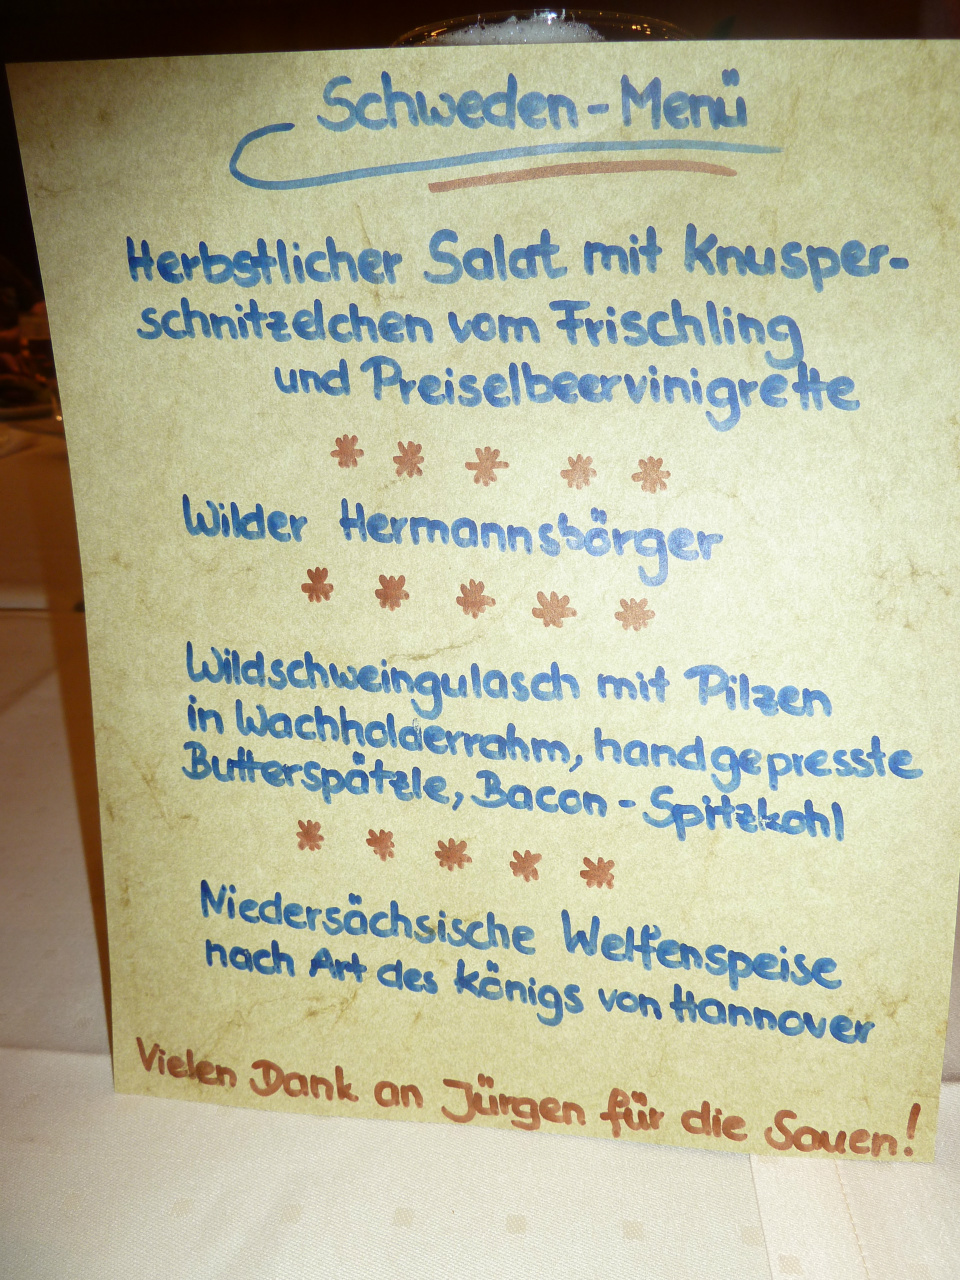 Schweden-Menü
Herbstlicher Salat mit Knusper-
schnitzelchen vom Frischling
und Preiselbeervinigrette
* * * * *
Wilder Hermannsbörger
* * * * *
Wildschweingulasch mit Pilzen
in Wachholderrahm, handgepresste
Butterspätzle, Bacon-Spitzkohl
* * * * *
Niedersächsische Welfenspeise
nach Art des Königs von Hannover
Vielen Dank an Jürgen für die Sauen!